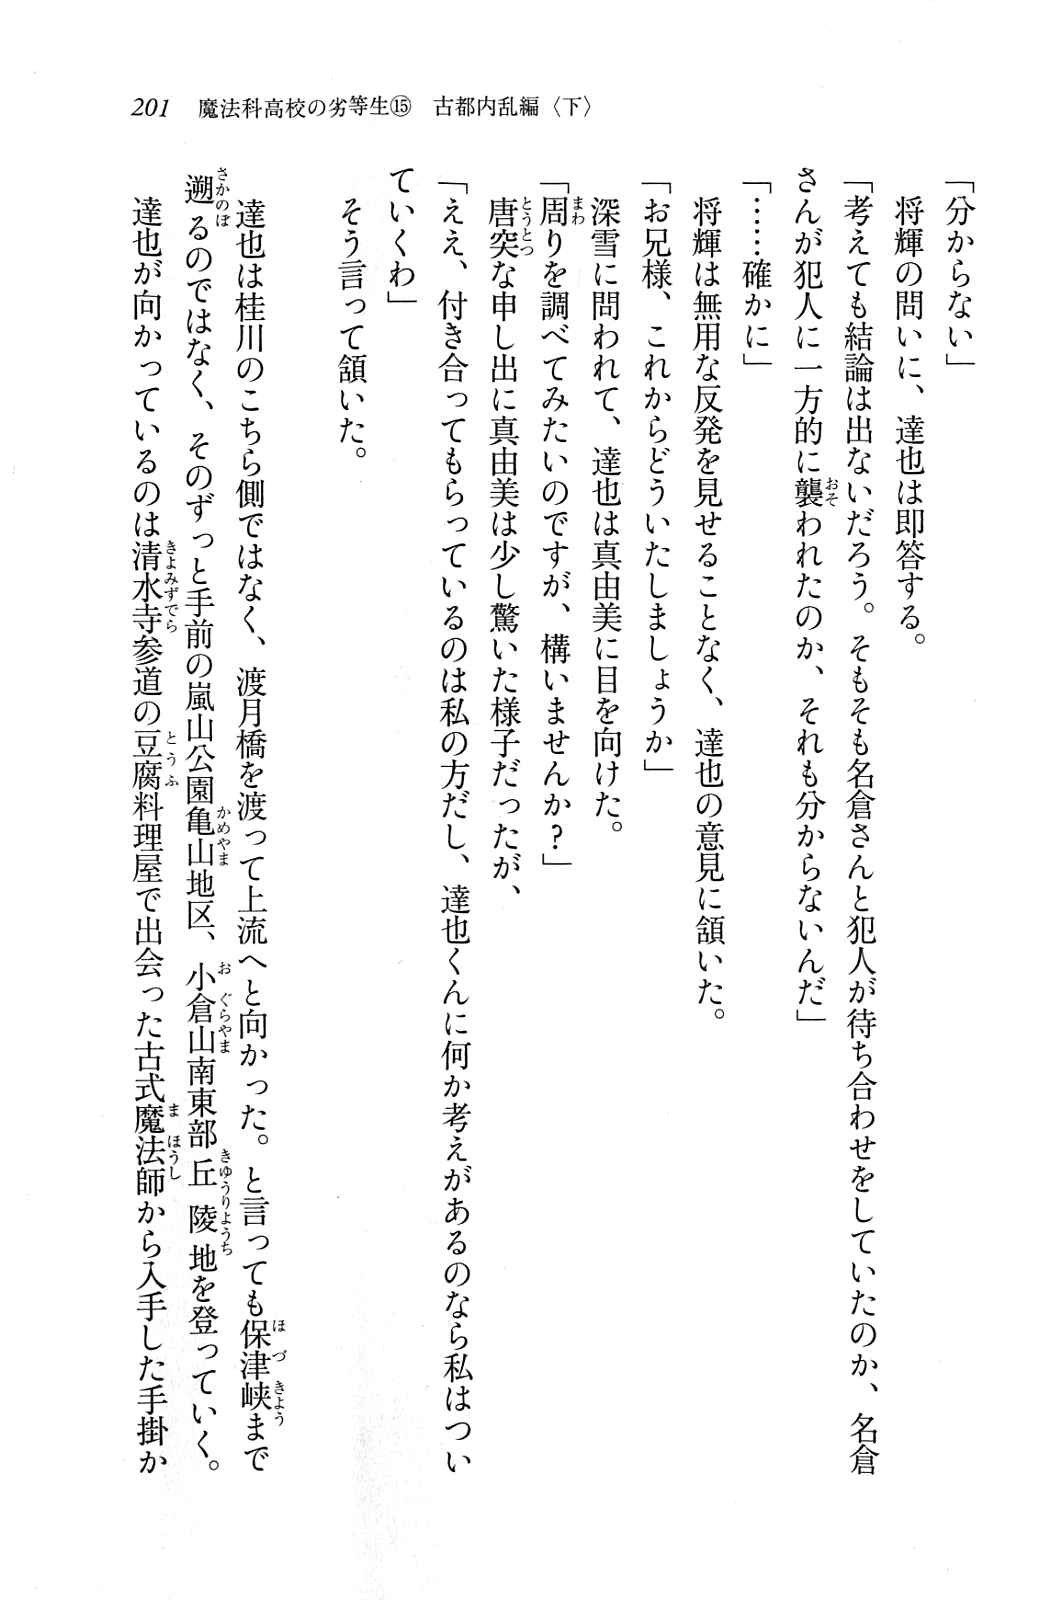 201　魔法科高校の劣等生⑮　古都内乱編〈下〉
「分からない」
　将輝の問いに、達也は即答する。
「考えても結論は出ないだろう。そもそも名倉さんと犯人が待ち合わせをしていたのか、名倉
さんが犯人に一方的に襲われたのか、それも分からないんだ」
「……確かに」
　将輝は無用な反発を見せることなく、達也の意見に頷いた。
「お兄様、これからどういたしましょうか」
　深雪に問われて、達也は真由美に目を向けた。
「周りを調べてみたいのですが、構いませんか？」
　唐突な申し出に真由美は少し驚いた様子だったが、
「ええ、付き合ってもらっているのは私の方だし、達也くんに何か考えがあるのなら私はつい
ていくわ」
　そう言って頷いた。
　達也は桂川のこちら側ではなく、渡月橋を渡って上流へと向かった。と言っても保津峡まで
遡るのではなく、そのずっと手前の嵐山公園亀山地区、小倉山南東部丘陵地を登っていく。
　達也が向かっているのは清水寺参道の豆腐料理屋で出会った古式魔法師から入手した手掛か